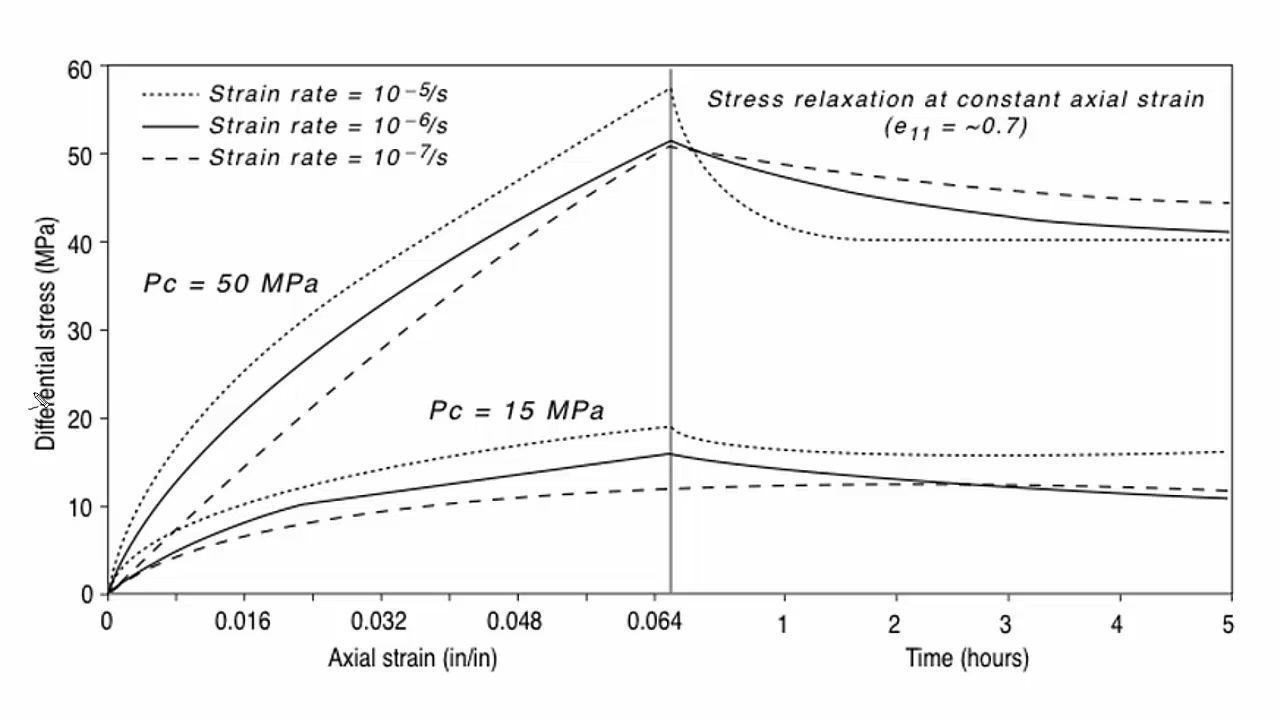 60
Strain rate = 10⁻⁵/s
Strain rate = 10⁻⁶/s
Strain rate = 10⁻⁷/s
Stress relaxation at constant axial strain
(e₁₁ = ~0.7)
50
40
30
20
10
0
Differential stress (MPa)
Pc = 50 MPa
Pc = 15 MPa
0 0.016 0.032 0.048 0.064 1 2 3 4 5
Axial strain (in/in) Time (hours)